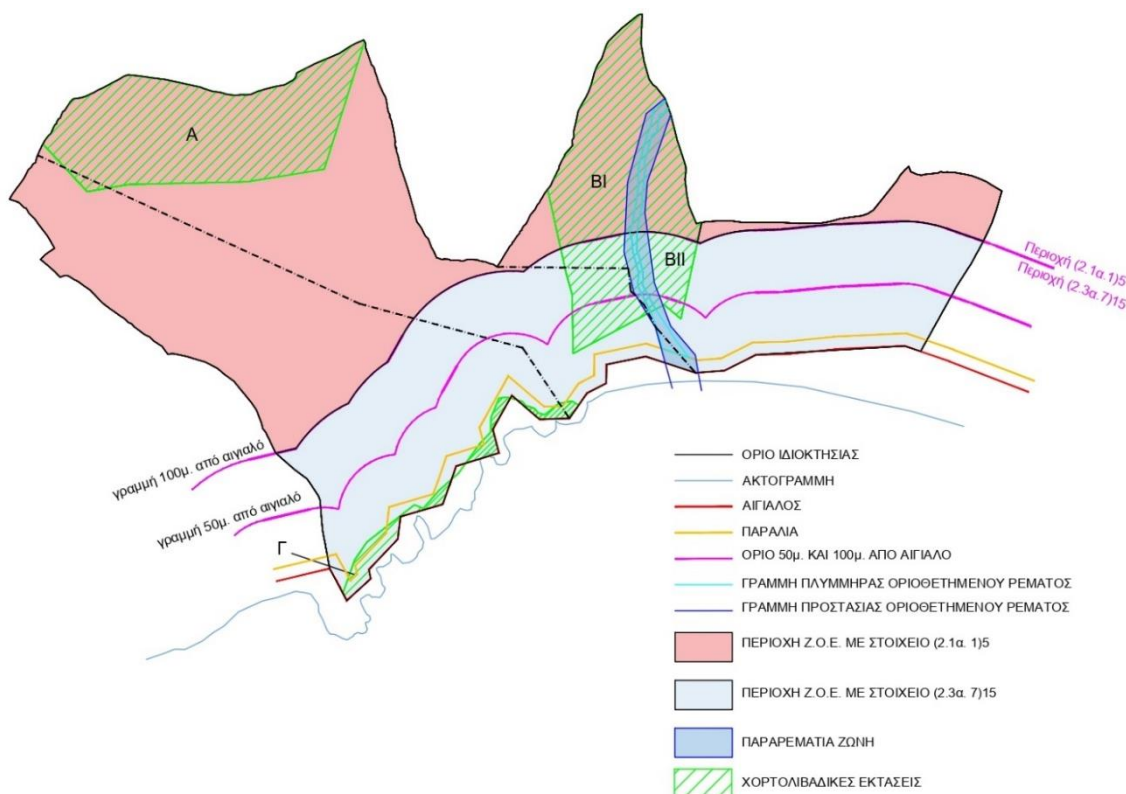 Α
ΒΙ
ΒΙΙ
Περιοχή (2.1α.1)5
Περιοχή (2.3α.7)15
γραμμή 100μ. από αιγιαλό
γραμμή 50μ. από αιγιαλό
Γ
ΟΡΙΟ ΙΔΙΟΚΤΗΣΙΑΣ
ΑΚΤΟΓΡΑΜΜΗ
ΑΙΓΙΑΛΟΣ
ΠΑΡΑΛΙΑ
ΟΡΙΟ 50μ. ΚΑΙ 100μ. ΑΠΟ ΑΙΓΙΑΛΟ
ΓΡΑΜΜΗ ΠΛΥΜΜΗΡΑΣ ΟΡΙΟΘΕΤΗΜΕΝΟΥ ΡΕΜΑΤΟΣ
ΓΡΑΜΜΗ ΠΡΟΣΤΑΣΙΑΣ ΟΡΙΟΘΕΤΗΜΕΝΟΥ ΡΕΜΑΤΟΣ
ΠΕΡΙΟΧΗ Ζ.Ο.Ε. ΜΕ ΣΤΟΙΧΕΙΟ (2.1α. 1)5
ΠΕΡΙΟΧΗ Ζ.Ο.Ε. ΜΕ ΣΤΟΙΧΕΙΟ (2.3α. 7)15
ΠΑΡΑΡΕΜΑΤΙΑ ΖΩΝΗ
ΧΟΡΤΟΛΙΒΑΔΙΚΕΣ ΕΚΤΑΣΕΙΣ